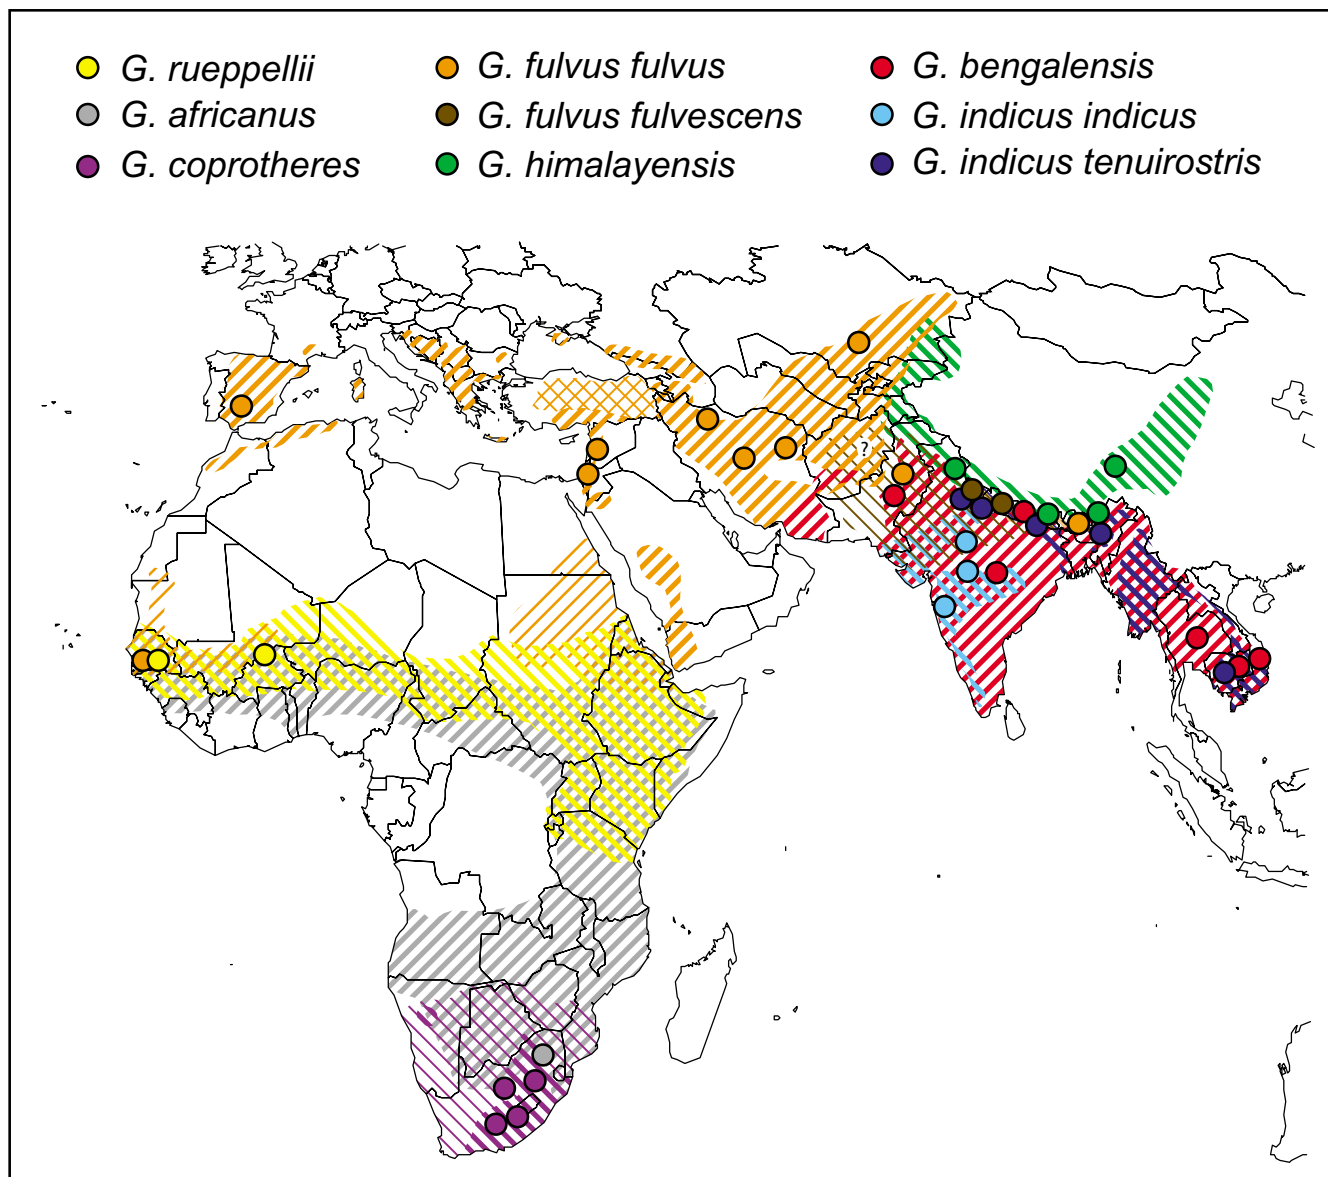 G. rueppellii
G. africanus
G. coprotheres
G. fulvus fulvus
G. fulvus fulvescens
G. himalayensis
G. bengalensis
G. indicus indicus
G. indicus tenuirostris
?